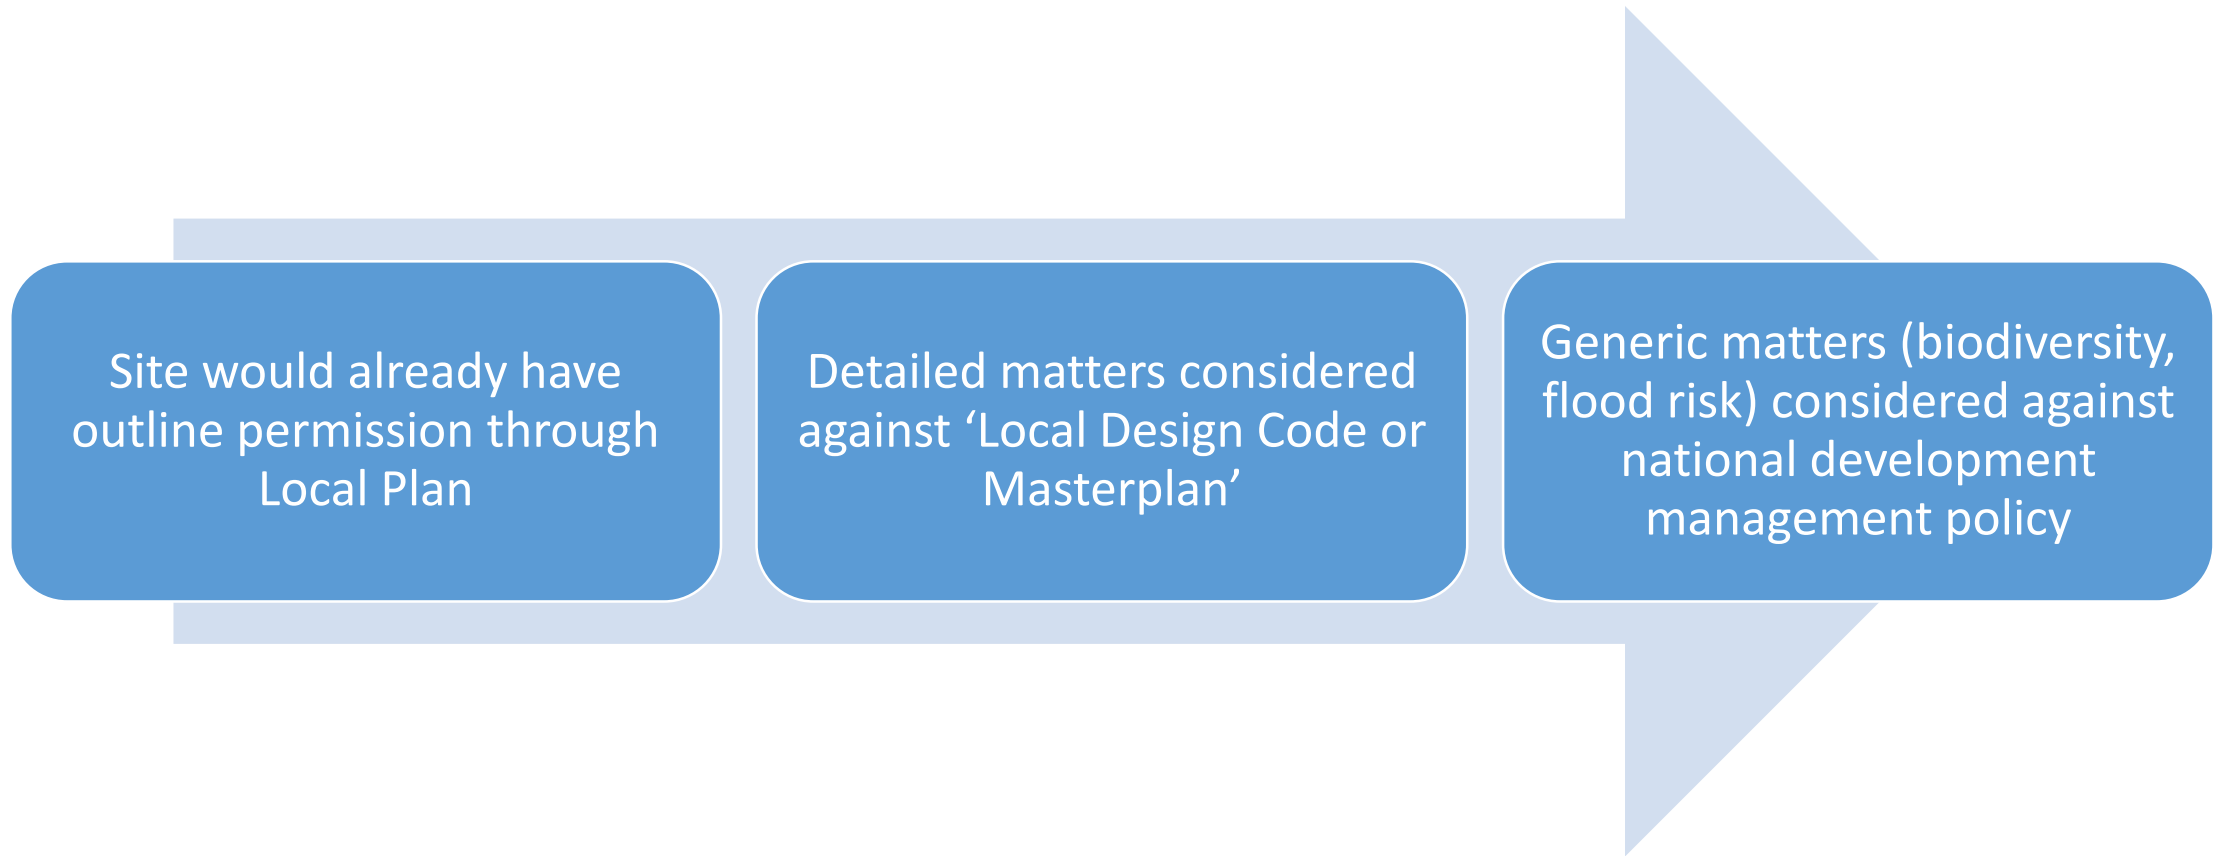 Site would already have
outline permission through
Local Plan
Detailed matters considered
against ‘Local Design Code or
Masterplan’
Generic matters (biodiversity,
flood risk) considered against
national development
management policy